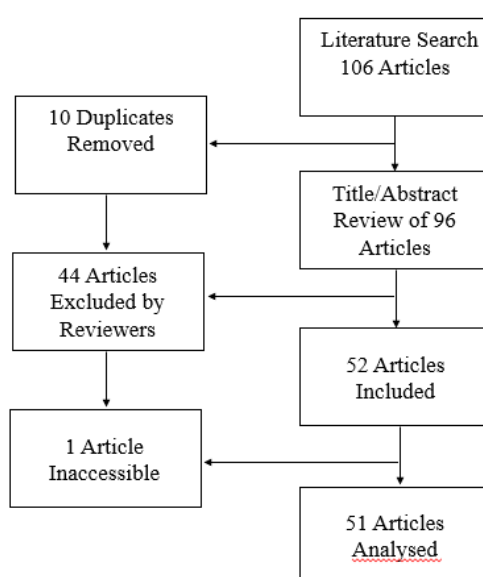 Literature Search
106 Articles
10 Duplicates
Removed
Title/Abstract
Review of 96
Articles
44 Articles
Excluded by
Reviewers
52 Articles
Included
1 Article
Inaccessible
51 Articles
Analysed